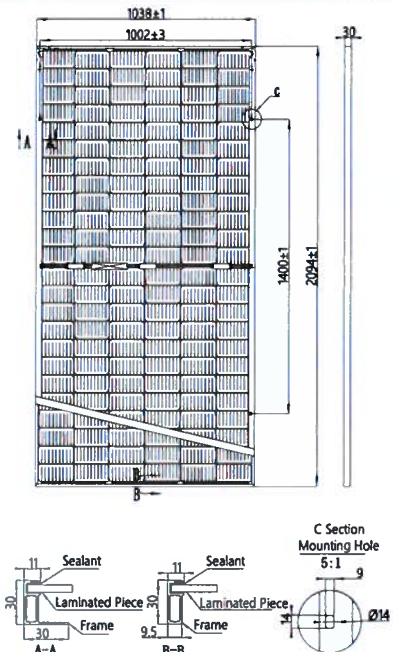 1038±1
1002±3
30
C
A
A
1400±1
2094±1
B
B
C Section
Mounting Hole
5:1
9
14
Ø14
11
Sealant
30
Laminated Piece
30
Frame
A-A
11
Sealant
30
Laminated Piece
9.5
Frame
B-B